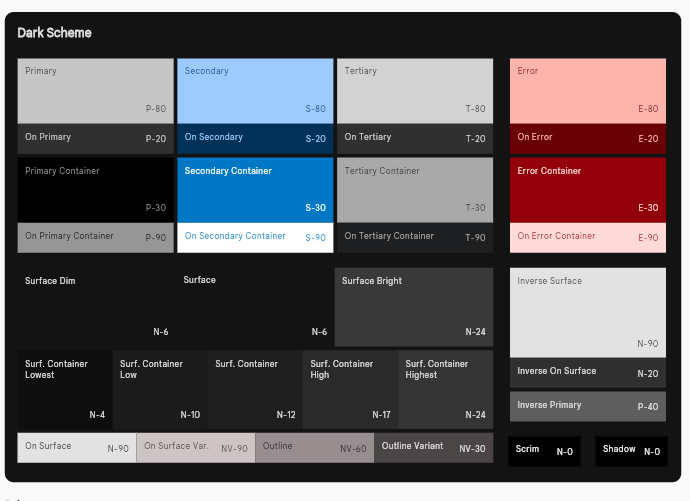 Dark Scheme
Primary
P-80
On Primary P-20
Secondary
S-80
On Secondary S-20
Tertiary
T-80
On Tertiary T-20
Error
E-80
On Error E-20
Primary Container
P-30
On Primary Container P-90
Secondary Container
S-30
On Secondary Container S-90
Tertiary Container
T-30
On Tertiary Container T-90
Error Container
E-30
On Error Container E-90
Surface Dim
N-6
Surface
N-6
Surface Bright
N-24
Inverse Surface
N-90
Inverse On Surface N-20
Inverse Primary P-40
Surf. Container
Lowest
N-4
Surf. Container
Low
N-10
Surf. Container
N-12
Surf. Container
High
N-17
Surf. Container
Highest
N-24
On Surface N-90
On Surface Var. NV-90
Outline NV-60
Outline Variant NV-30
Scrim N-0
Shadow N-0